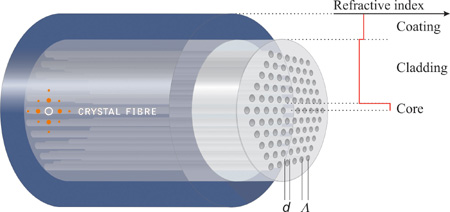 Refractive index
Coating
Cladding
Core
CRYSTAL FIBRE
d Λ